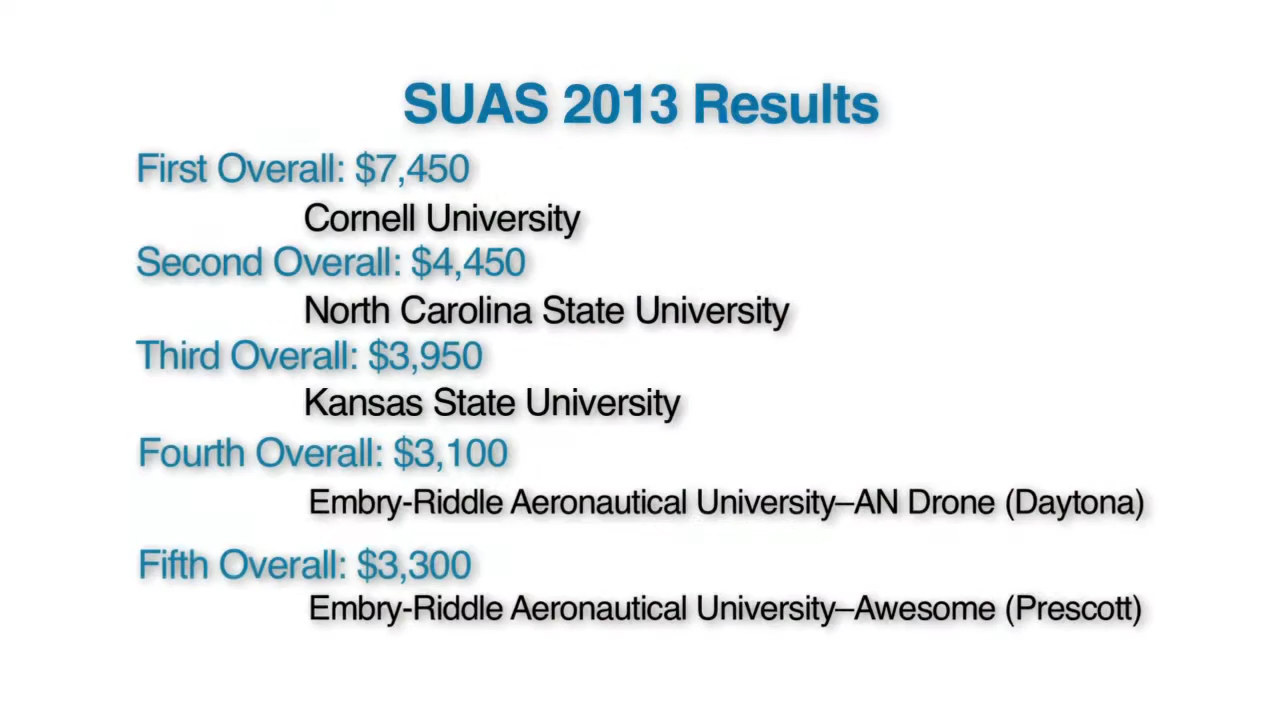 SUAS 2013 Results
First Overall: $7,450
Cornell University
Second Overall: $4,450
North Carolina State University
Third Overall: $3,950
Kansas State University
Fourth Overall: $3,100
Embry-Riddle Aeronautical University–AN Drone (Daytona)
Fifth Overall: $3,300
Embry-Riddle Aeronautical University–Awesome (Prescott)